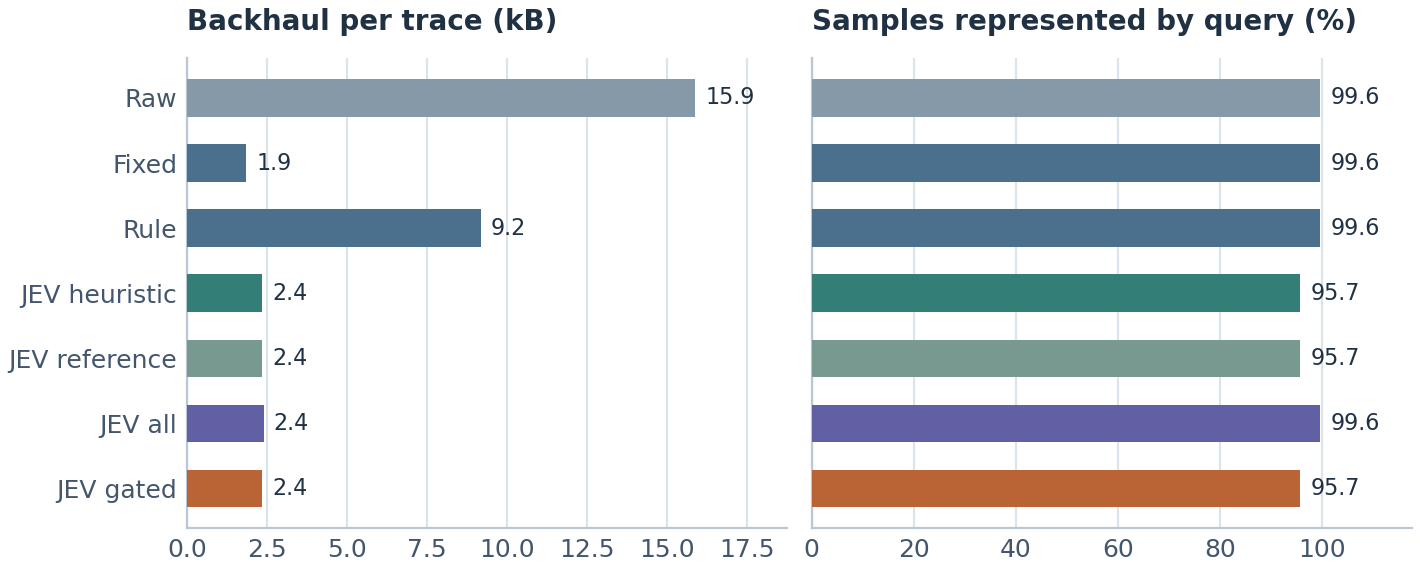 Backhaul per trace (kB)
Samples represented by query (%)
Raw 15.9 99.6
Fixed 1.9 99.6
Rule 9.2 99.6
JEV heuristic 2.4 95.7
JEV reference 2.4 95.7
JEV all 2.4 99.6
JEV gated 2.4 95.7
0.0 2.5 5.0 7.5 10.0 12.5 15.0 17.5
0 20 40 60 80 100